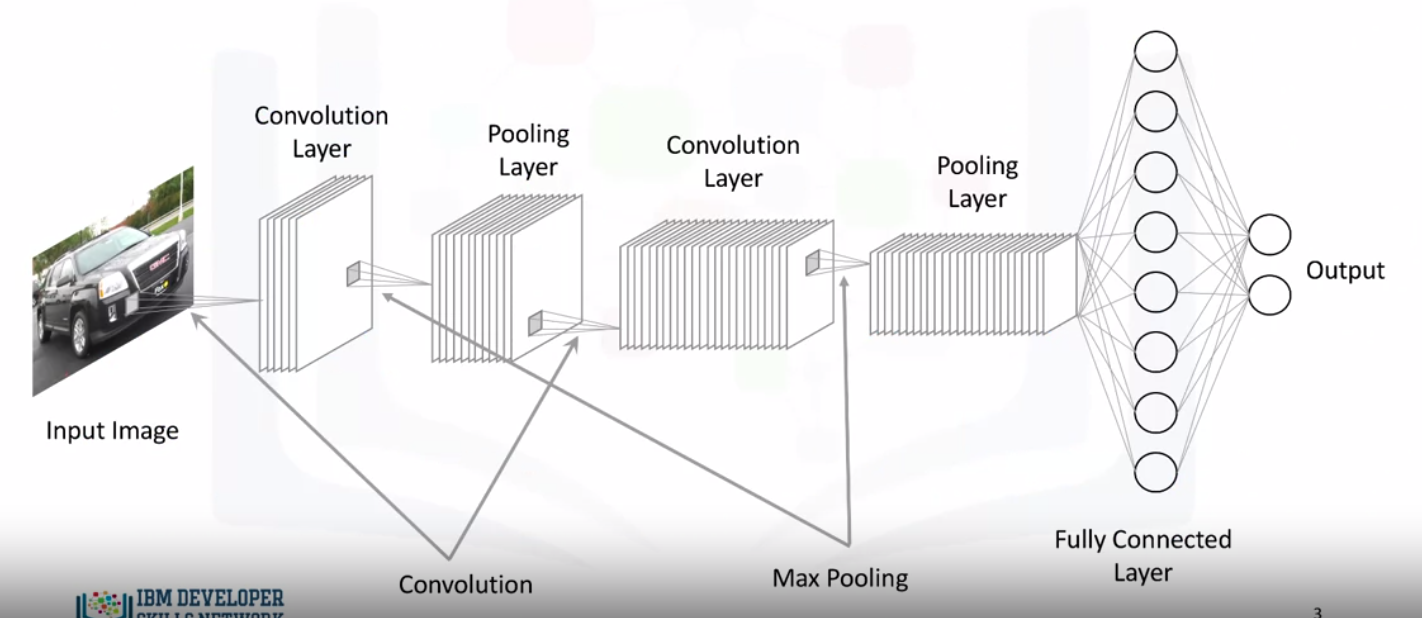 Convolution
Layer
Pooling
Layer
Convolution
Layer
Pooling
Layer
Input Image
Output
Convolution
Max Pooling
Fully Connected
Layer
IBM DEVELOPER
SKILLS NETWORK
3